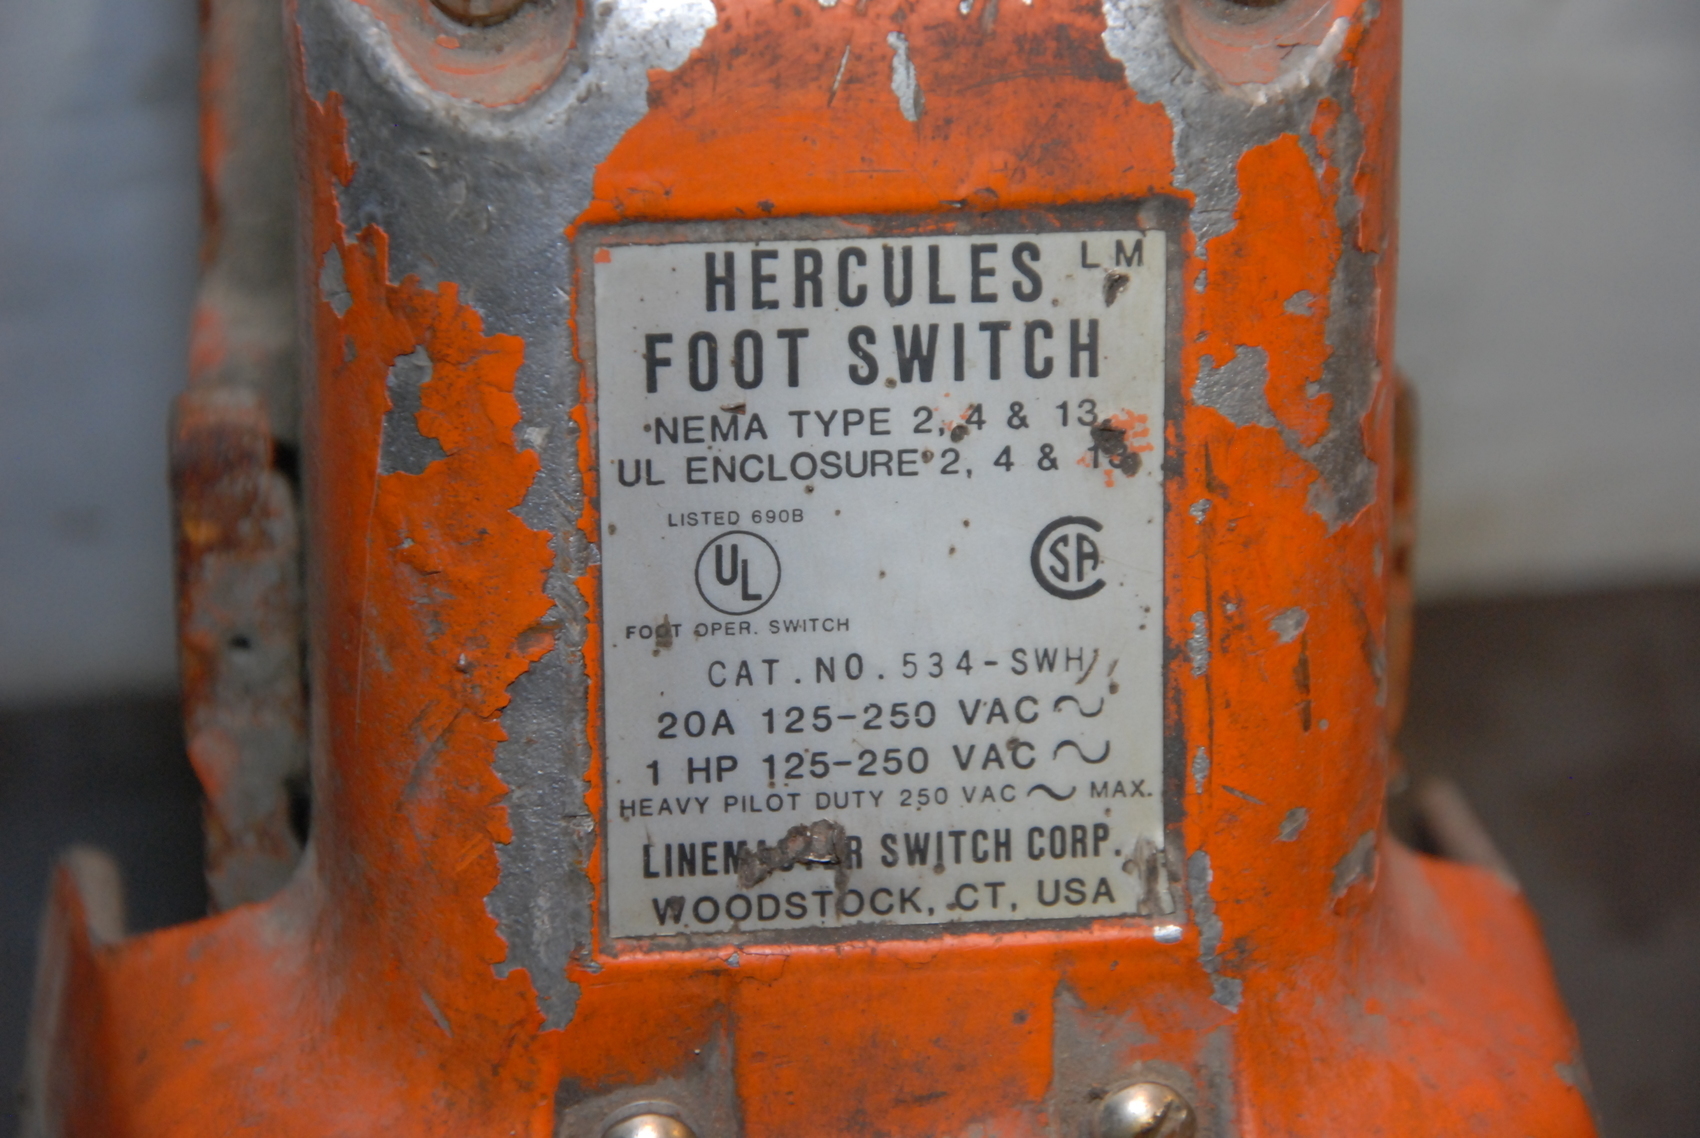 HERCULES LM
FOOT SWITCH
NEMA TYPE 2, 4 & 13
UL ENCLOSURE 2, 4 & 13
LISTED 690B
UL
CSA
FOOT OPER. SWITCH
CAT.NO.534-SWH
20A 125-250 VAC ~
1 HP 125-250 VAC ~
HEAVY PILOT DUTY 250 VAC ~ MAX.
LINEMASTER SWITCH CORP.
WOODSTOCK, CT, USA